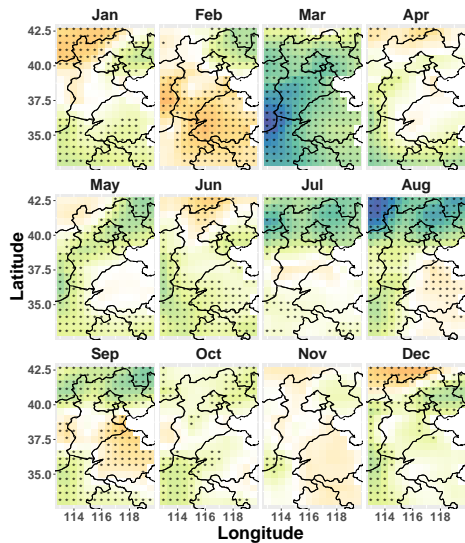 Jan Feb Mar Apr
42.5
40.0
37.5
35.0
May Jun Jul Aug
42.5
40.0
37.5
35.0
Latitude
Sep Oct Nov Dec
42.5
40.0
37.5
35.0
114 116 118 114 116 118 114 116 118 114 116 118
Longitude